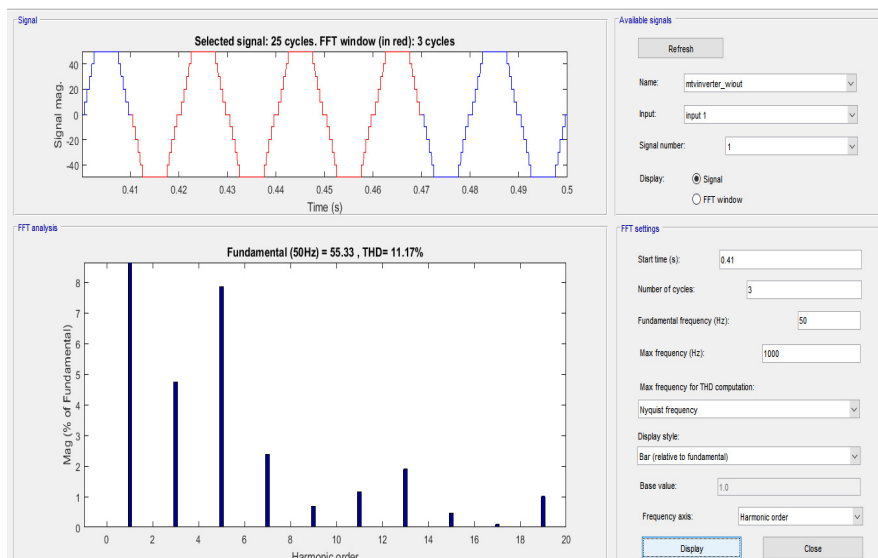 Signal
Selected signal: 25 cycles. FFT window (in red): 3 cycles
40
20
0
-20
-40
Signal mag.
0.41 0.42 0.43 0.44 0.45 0.46 0.47 0.48 0.49 0.5
Time (s)
FFT analysis
Fundamental (50Hz) = 55.33 , THD= 11.17%
8
7
6
5
4
3
2
1
0
Mag (% of Fundamental)
0 2 4 6 8 10 12 14 16 18 20
Harmonic order
Available signals
Refresh
Name: mtvinverter_wiout
Input: input 1
Signal number: 1
Display: Signal
FFT window
FFT settings
Start time (s): 0.41
Number of cycles: 3
Fundamental frequency (Hz): 50
Max frequency (Hz): 1000
Max frequency for THD computation:
Nyquist frequency
Display style:
Bar (relative to fundamental)
Base value: 1.0
Frequency axis: Harmonic order
Display Close